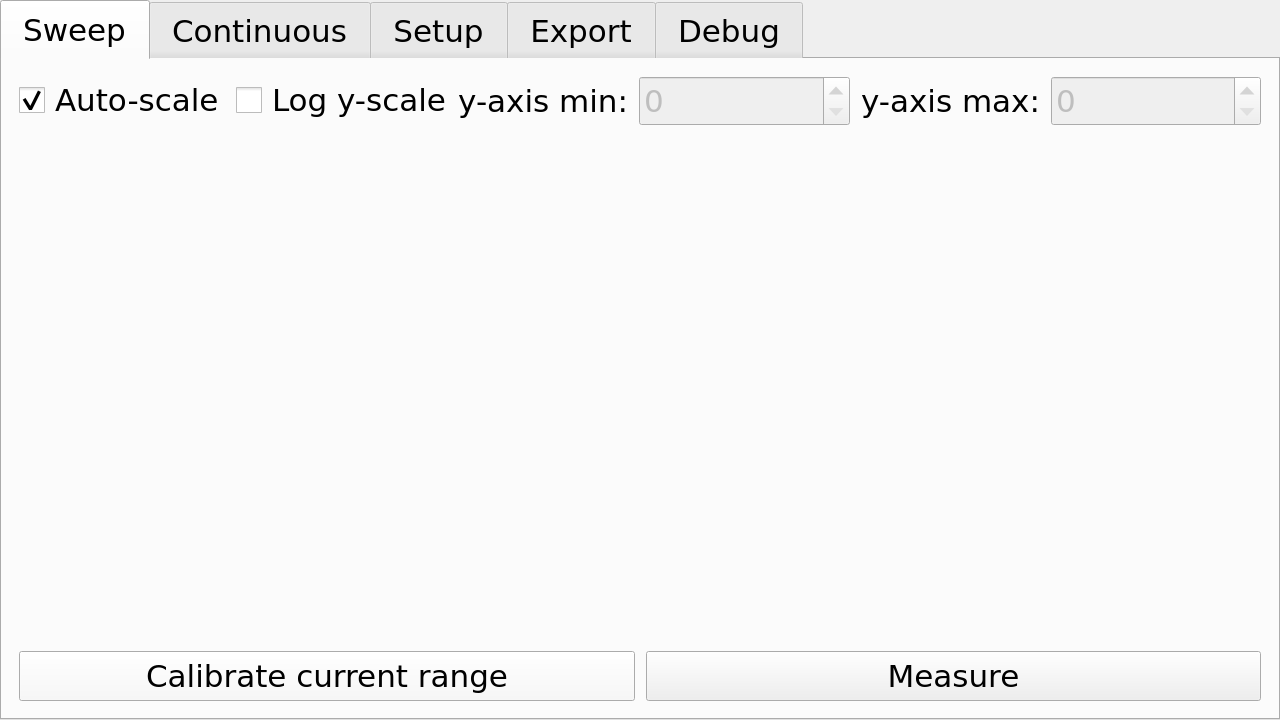 Sweep Continuous Setup Export Debug
Auto-scale Log y-scale y-axis min: 0 y-axis max: 0
Calibrate current range Measure